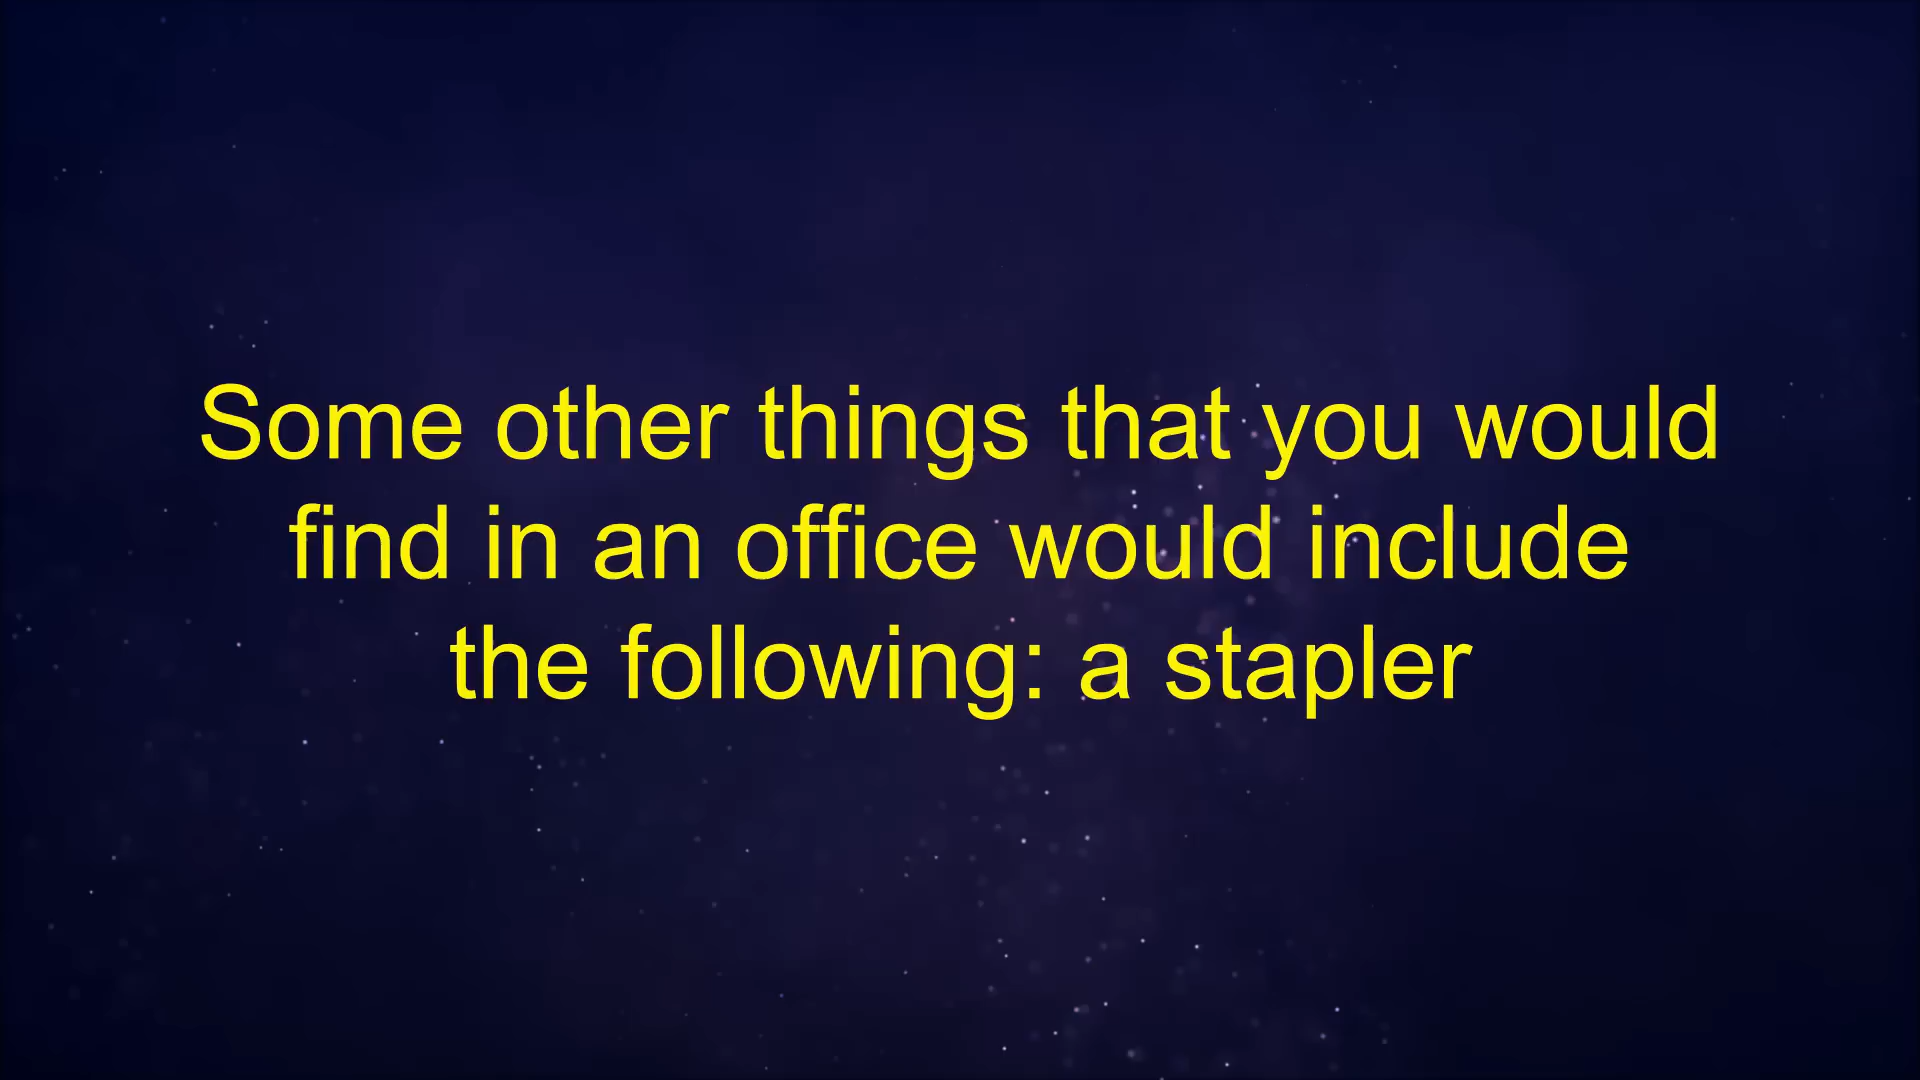 Some other things that you would
find in an office would include
the following: a stapler